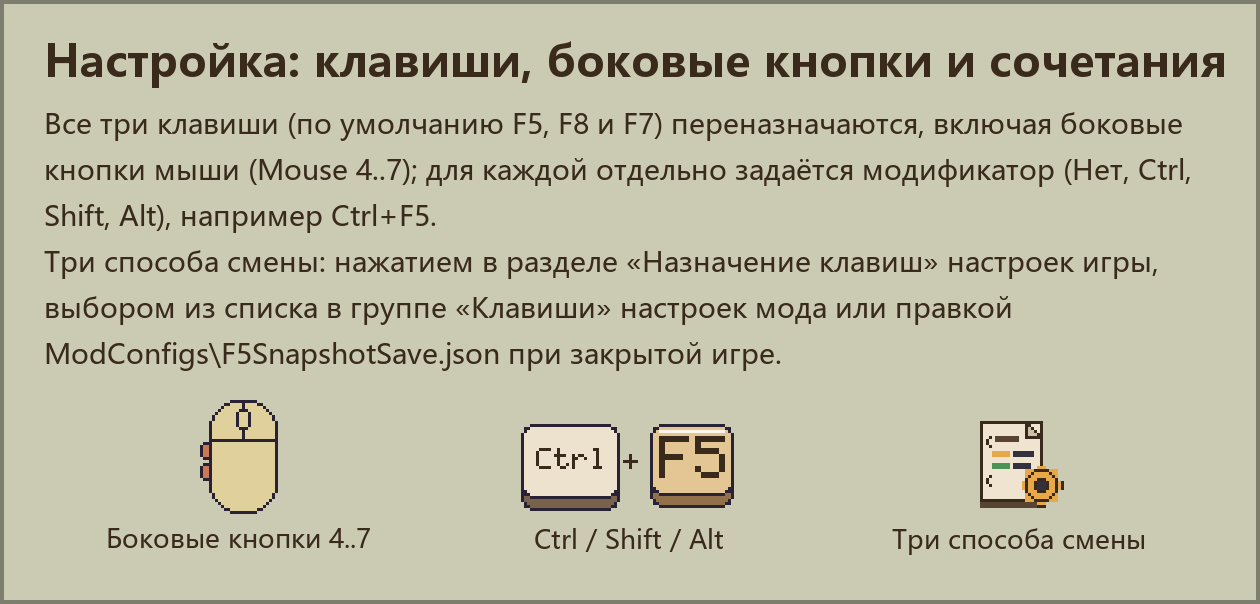 Настройка: клавиши, боковые кнопки и сочетания
Все три клавиши (по умолчанию F5, F8 и F7) переназначаются, включая боковые
кнопки мыши (Mouse 4..7); для каждой отдельно задаётся модификатор (Нет, Ctrl,
Shift, Alt), например Ctrl+F5.
Три способа смены: нажатием в разделе «Назначение клавиш» настроек игры,
выбором из списка в группе «Клавиши» настроек мода или правкой
ModConfigs\F5SnapshotSave.json при закрытой игре.
Ctrl + F5
Боковые кнопки 4..7
Ctrl / Shift / Alt
Три способа смены